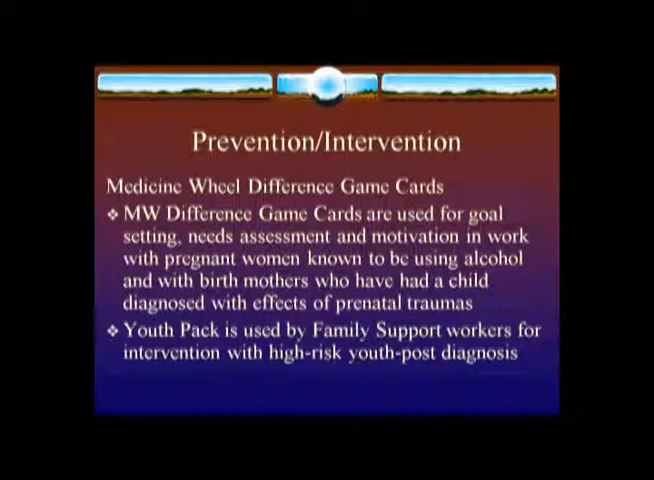 Prevention/Intervention
Medicine Wheel Difference Game Cards
❖ MW Difference Game Cards are used for goal
setting, needs assessment and motivation in work
with pregnant women known to be using alcohol
and with birth mothers who have had a child
diagnosed with effects of prenatal traumas
❖ Youth Pack is used by Family Support workers for
intervention with high-risk youth-post diagnosis